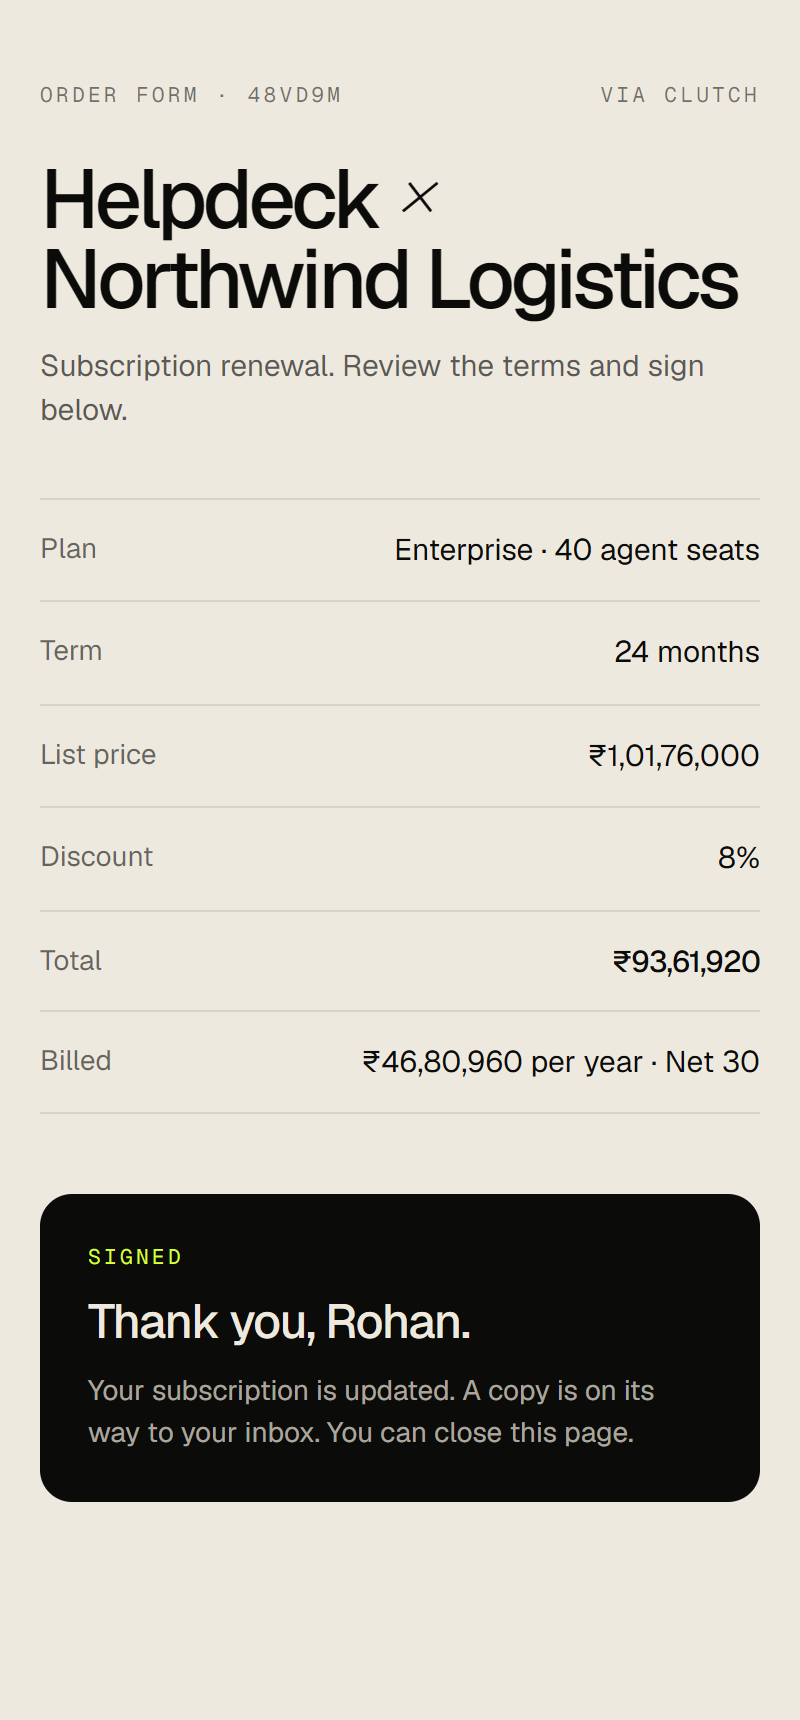 ORDER FORM · 48VD9M VIA CLUTCH
Helpdeck ×
Northwind Logistics
Subscription renewal. Review the terms and sign
below.
Plan Enterprise · 40 agent seats
Term 24 months
List price ₹1,01,76,000
Discount 8%
Total ₹93,61,920
Billed ₹46,80,960 per year · Net 30
SIGNED
Thank you, Rohan.
Your subscription is updated. A copy is on its
way to your inbox. You can close this page.